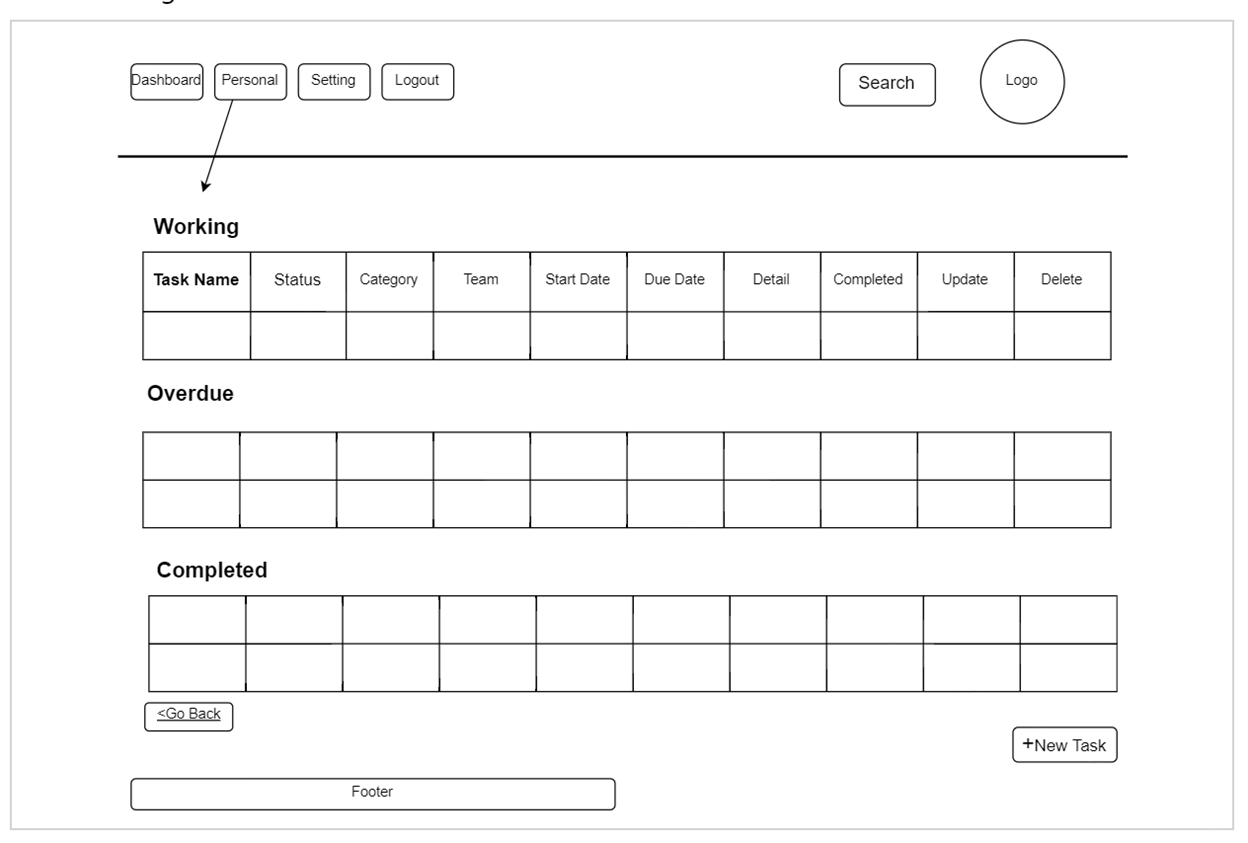 Dashboard Personal Setting Logout Search Logo
Working
Task Name Status Category Team Start Date Due Date Detail Completed Update Delete
Overdue
Completed
<Go Back
+New Task
Footer